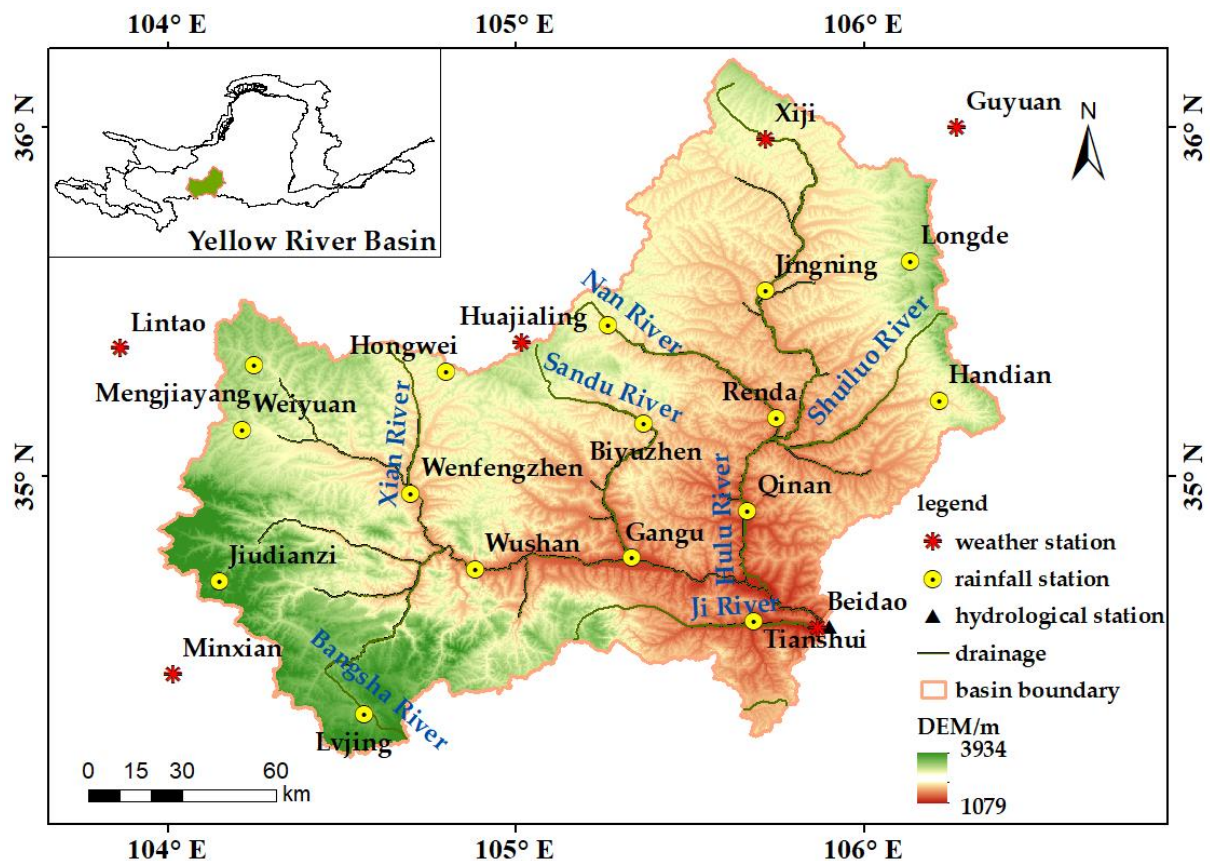 104° E
105° E
106° E
36° N
36° N
35° N
35° N
Yellow River Basin
N
Xiji
Guyuan
Longde
Jingning
Nan River
Lintao
Huajialing
Hongwei
Shuiluo River
Mengjiayang
Weiyuan
Sandu River
Renda
Handian
Xian River
Biyuzhen
Wenfengzhen
Qinan
Hulu River
legend
weather station
Wushan
Gangu
Jiudianzi
rainfall station
Ji River
Beidao
hydrological station
Tianshui
Minxian
drainage
Bangsha River
basin boundary
Lvjing
DEM/m
3934
1079
0 15 30 60
km
104° E
105° E
106° E